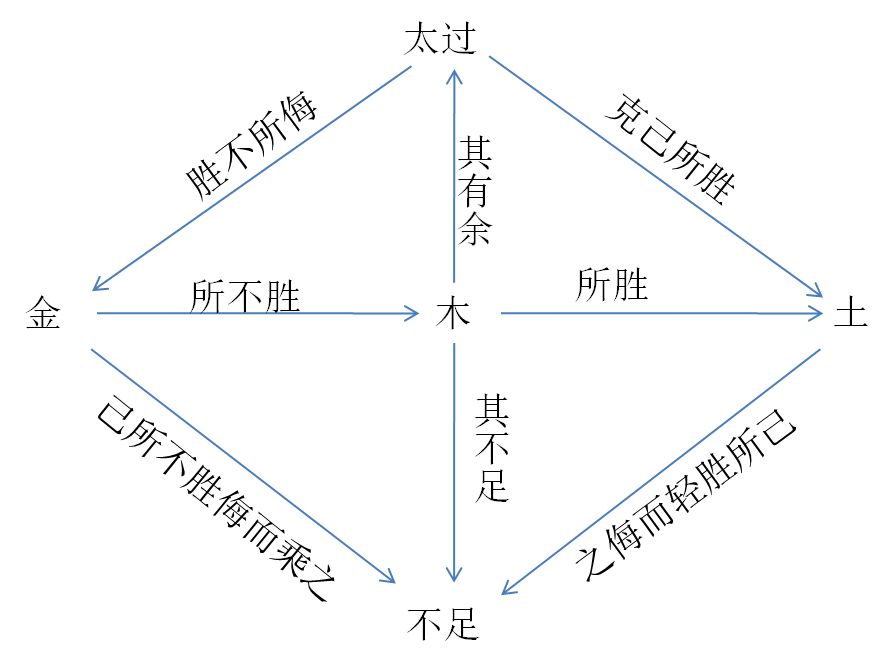 太过
胜不所侮
克己所胜
其有余
金
所不胜
木
所胜
土
其不足
己所不胜侮而乘之
之侮而轻胜所己
不足